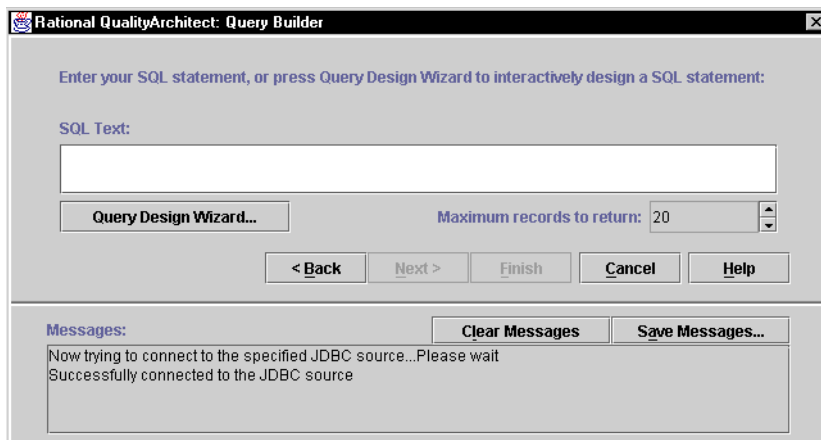 Rational QualityArchitect: Query Builder
Enter your SQL statement, or press Query Design Wizard to interactively design a SQL statement:
SQL Text:
Query Design Wizard...
Maximum records to return: 20
< Back Next > Finish Cancel Help
Messages: Clear Messages Save Messages...
Now trying to connect to the specified JDBC source...Please wait
Successfully connected to the JDBC source